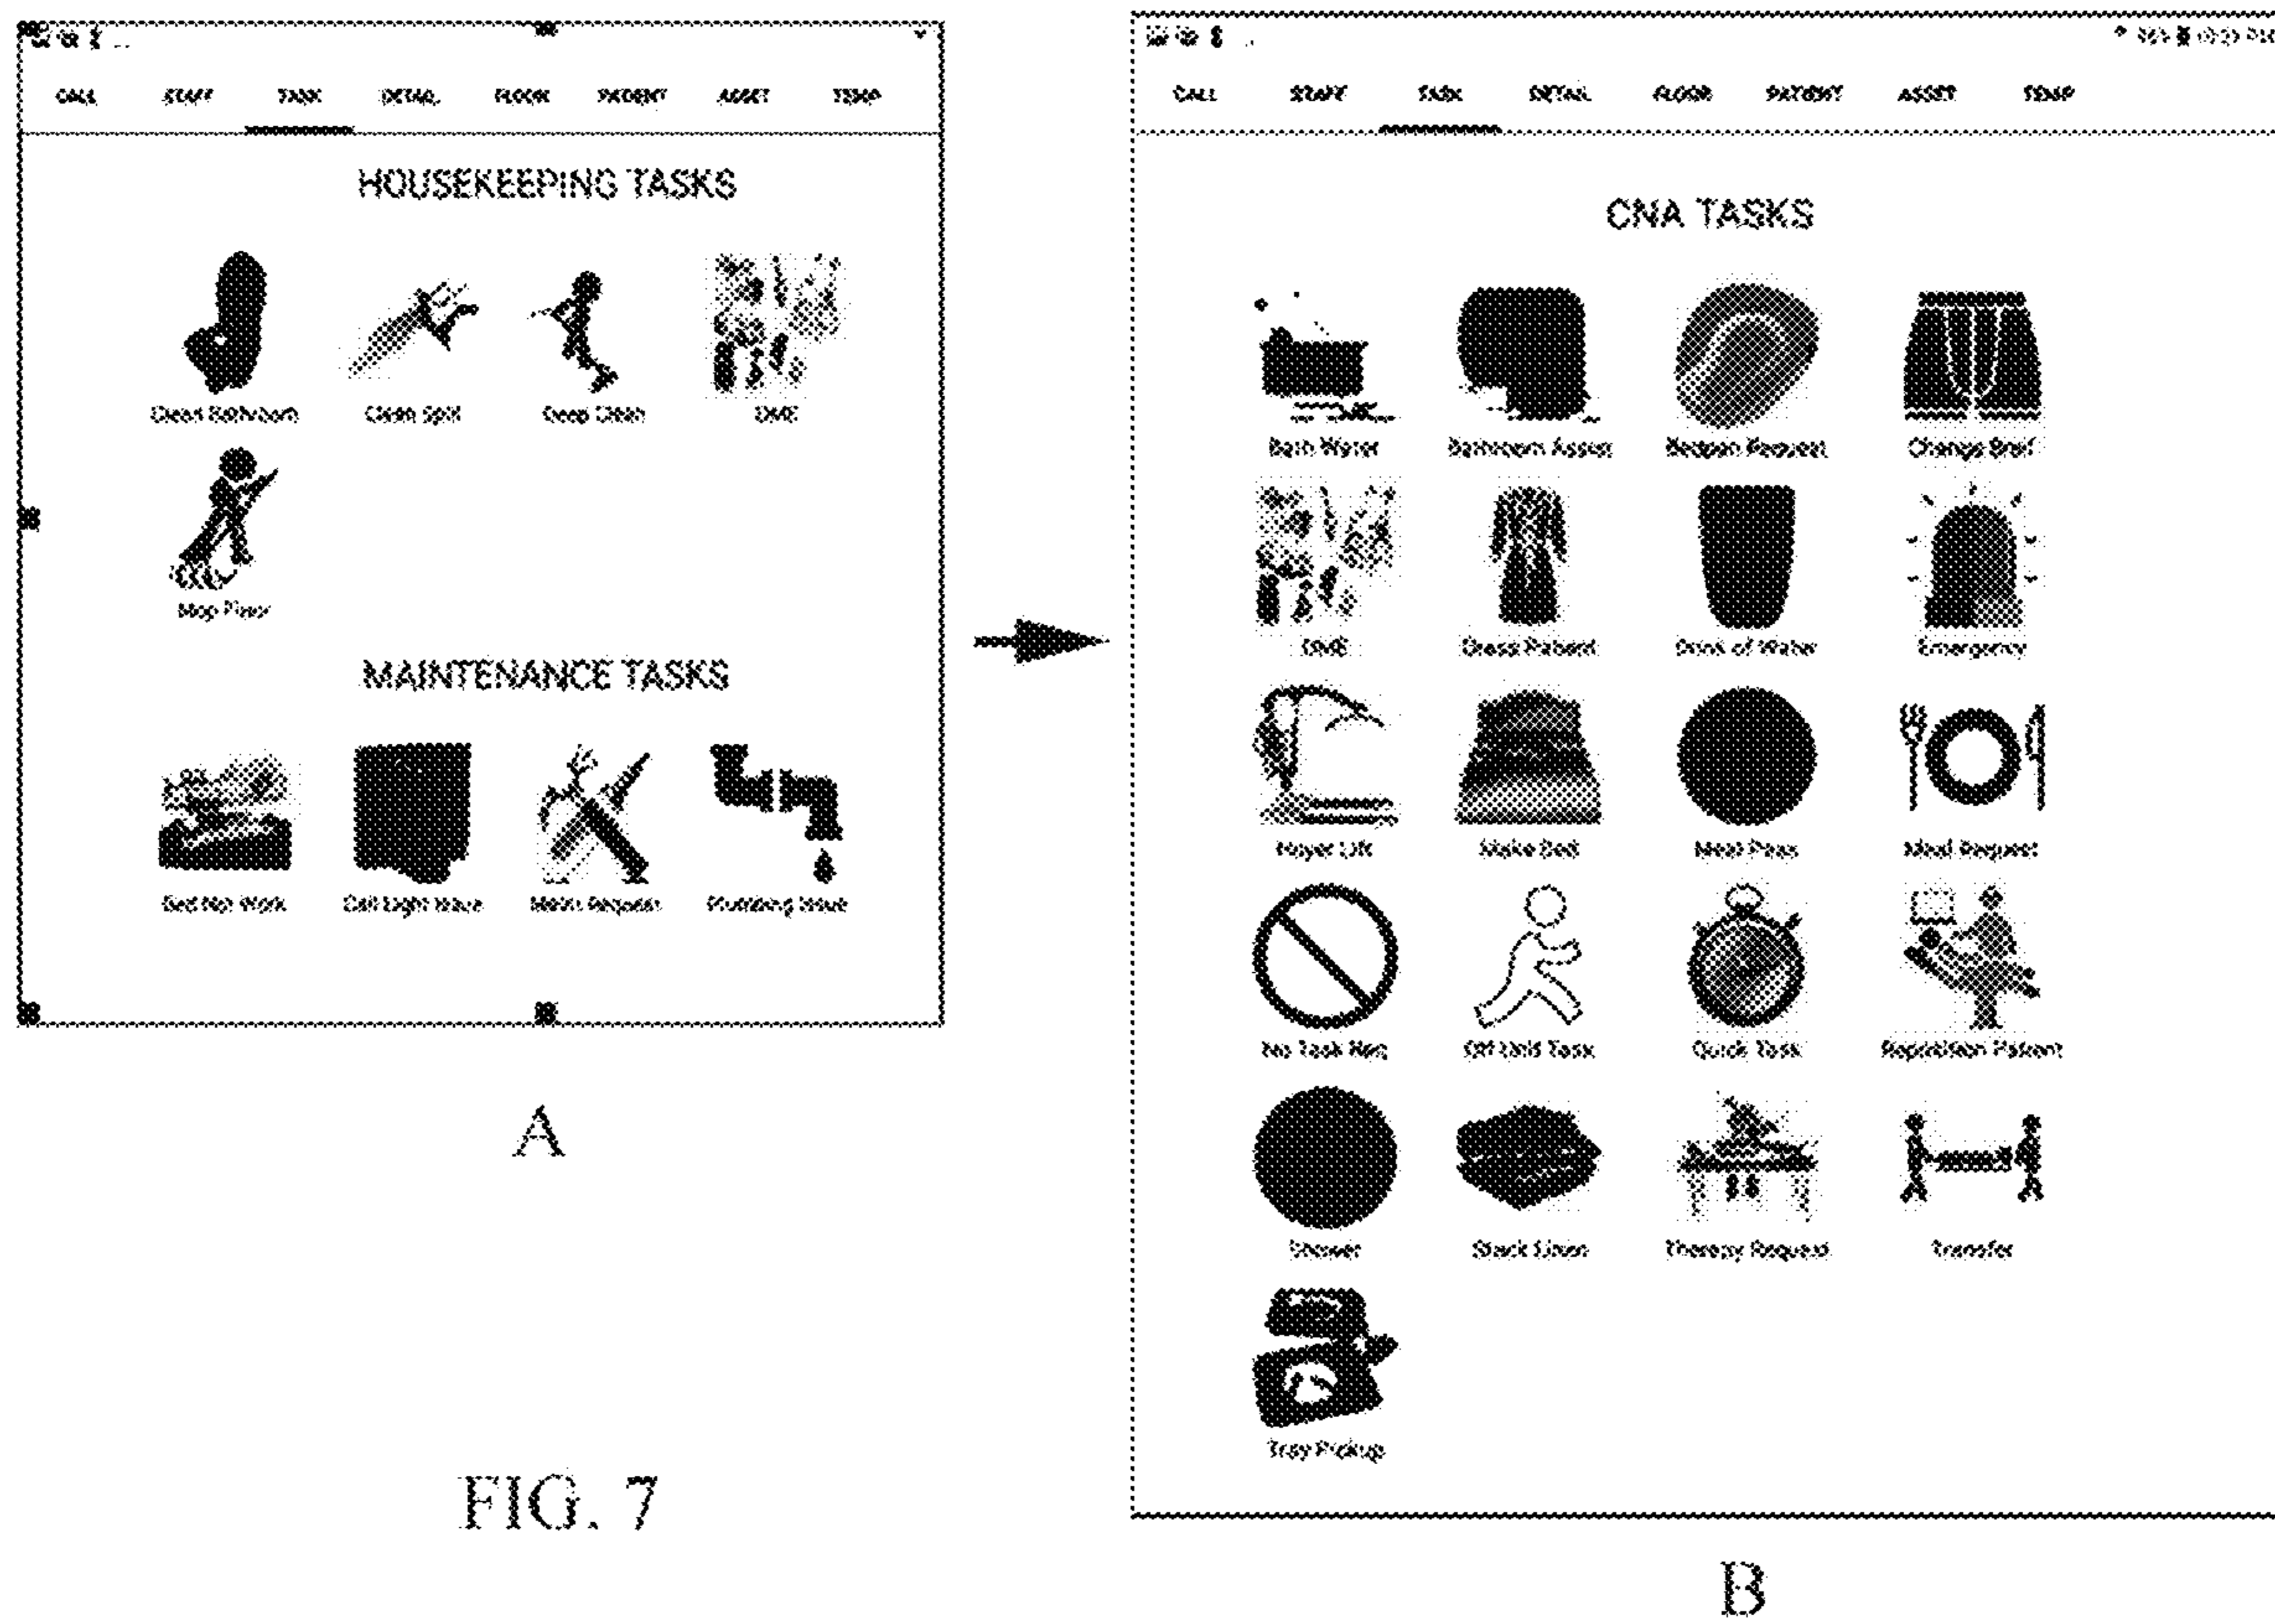 CALL STAFF TASK DETAIL FLOOR PATIENT ASSET TEMP
HOUSEKEEPING TASKS
Clean Bathroom Clean Spill Deep Clean DME
Mop Floor
MAINTENANCE TASKS
Bed Not Work Call Light Issue Maint Request Plumbing Issue
A
FIG. 7
CALL STAFF TASK DETAIL FLOOR PATIENT ASSET TEMP
CNA TASKS
Bath Water Bathroom Assist Bedpan Request Change Brief
DME Dress Patient Drink of Water Emergency
Hoyer Lift Make Bed Meal Pass Meal Request
No Task Req Off Unit Task Quick Task Reposition Patient
Shower Stock Linen Therapy Request Transfer
Tray Pickup
B